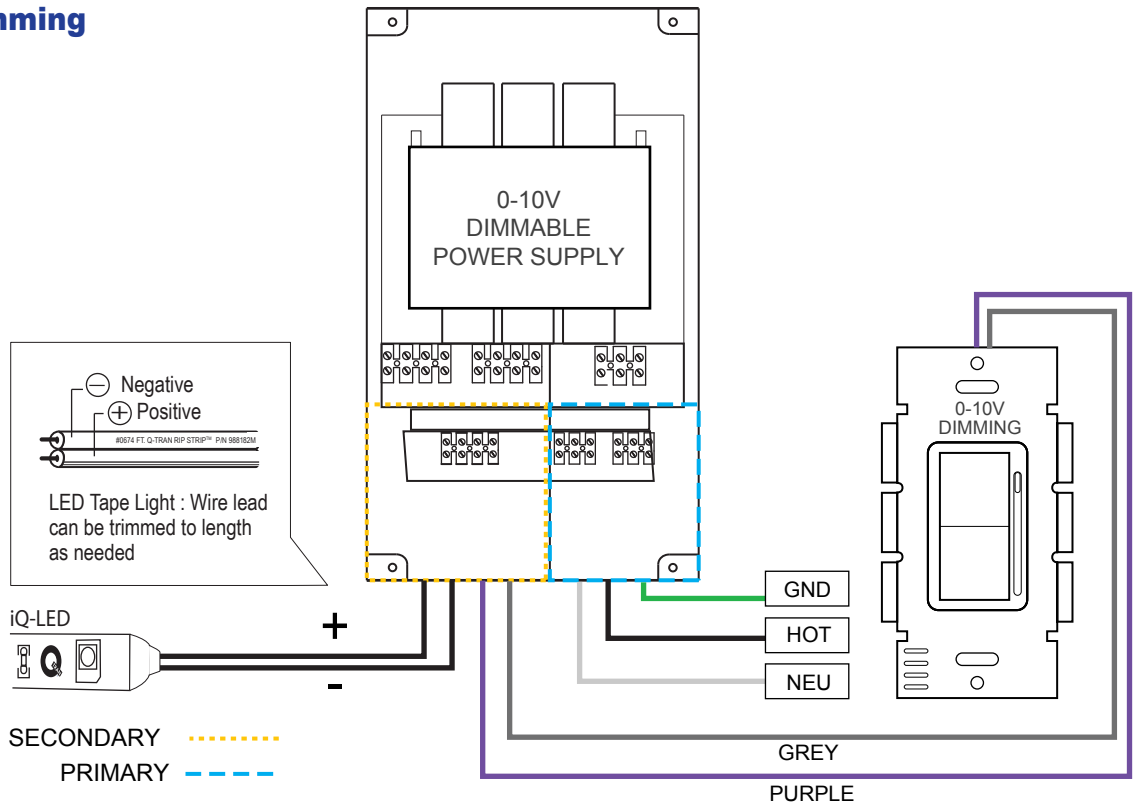 mming
0-10V
DIMMABLE
POWER SUPPLY
Negative
Positive
#0674 FT. Q-TRAN RIP STRIP™ P/N 988182M
LED Tape Light : Wire lead
can be trimmed to length
as needed
0-10V
DIMMING
iQ-LED
Q
+
-
GND
HOT
NEU
SECONDARY
PRIMARY
GREY
PURPLE